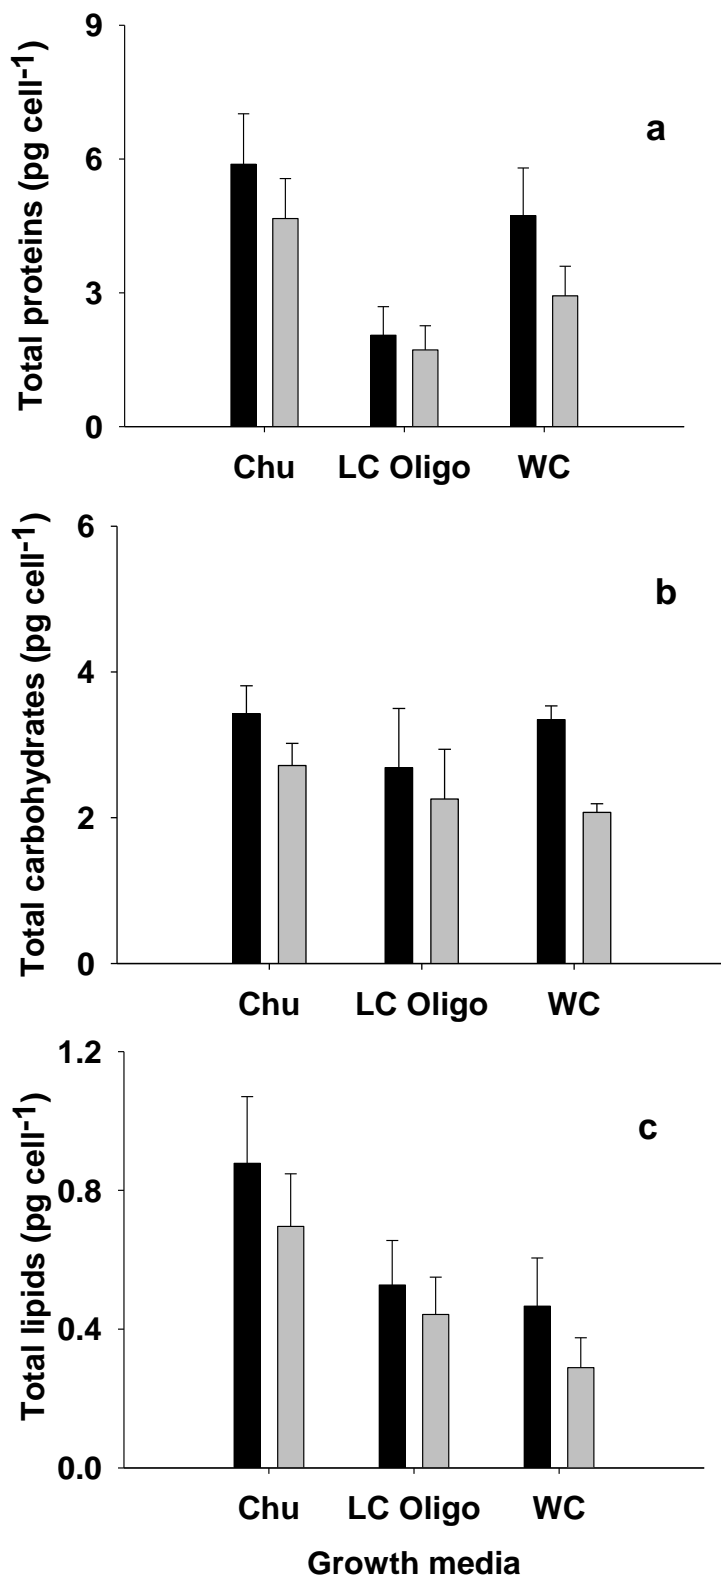 Total proteins (pg cell-1)
9
6
3
0
a
Chu LC Oligo WC
Total carbohydrates (pg cell-1)
6
4
2
0
b
Chu LC Oligo WC
Total lipids (pg cell-1)
1.2
0.8
0.4
0.0
c
Chu LC Oligo WC
Growth media